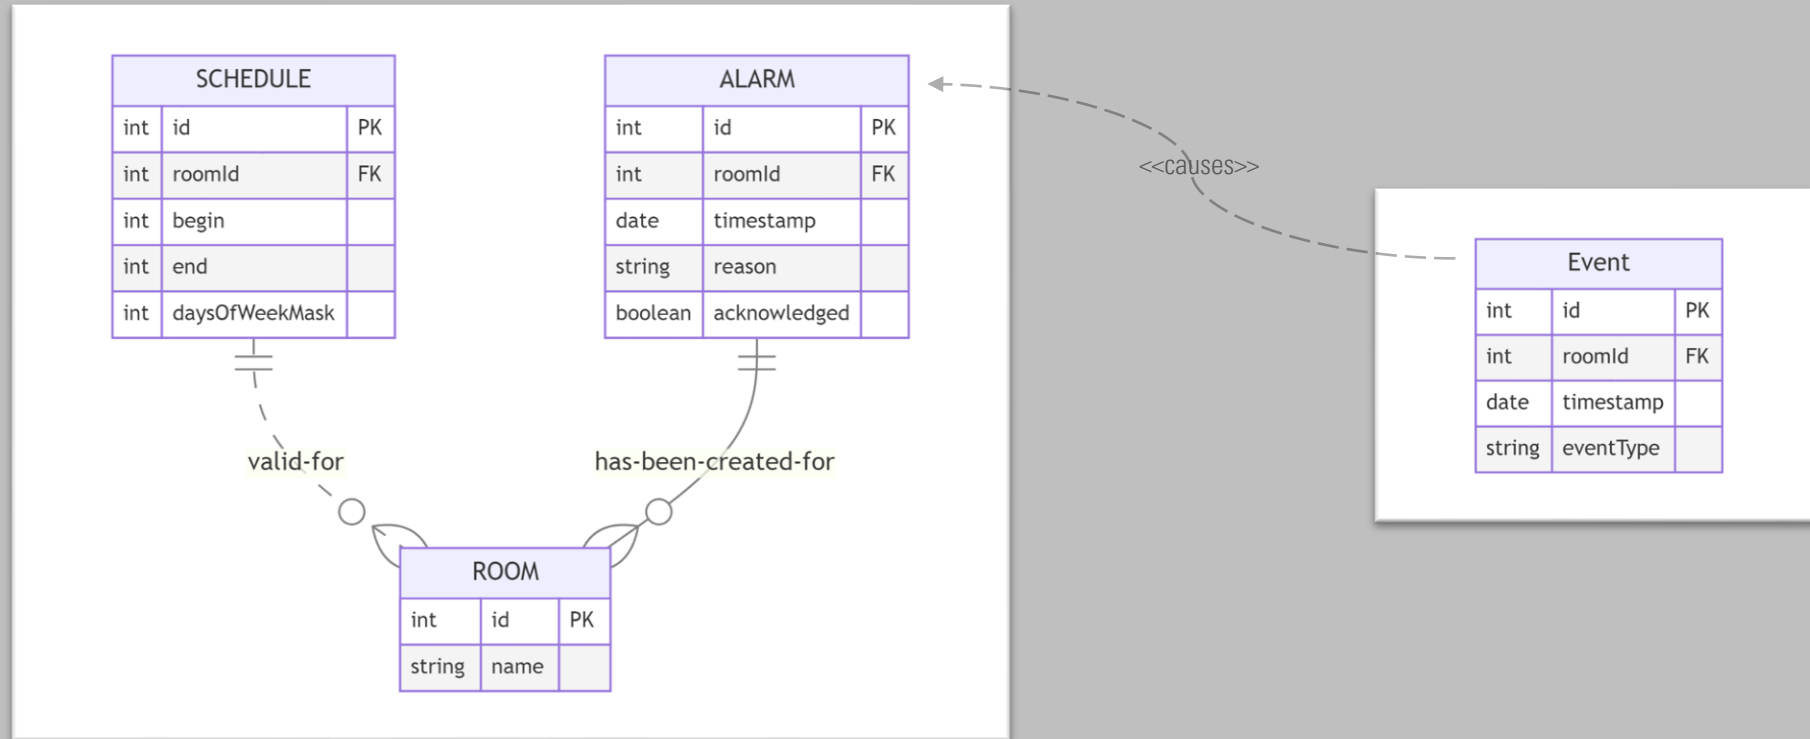 SCHEDULE
int id PK
int roomId FK
int begin
int end
int daysOfWeekMask
ALARM
int id PK
int roomId FK
date timestamp
string reason
boolean acknowledged
<<causes>>
Event
int id PK
int roomId FK
date timestamp
string eventType
valid-for
has-been-created-for
ROOM
int id PK
string name